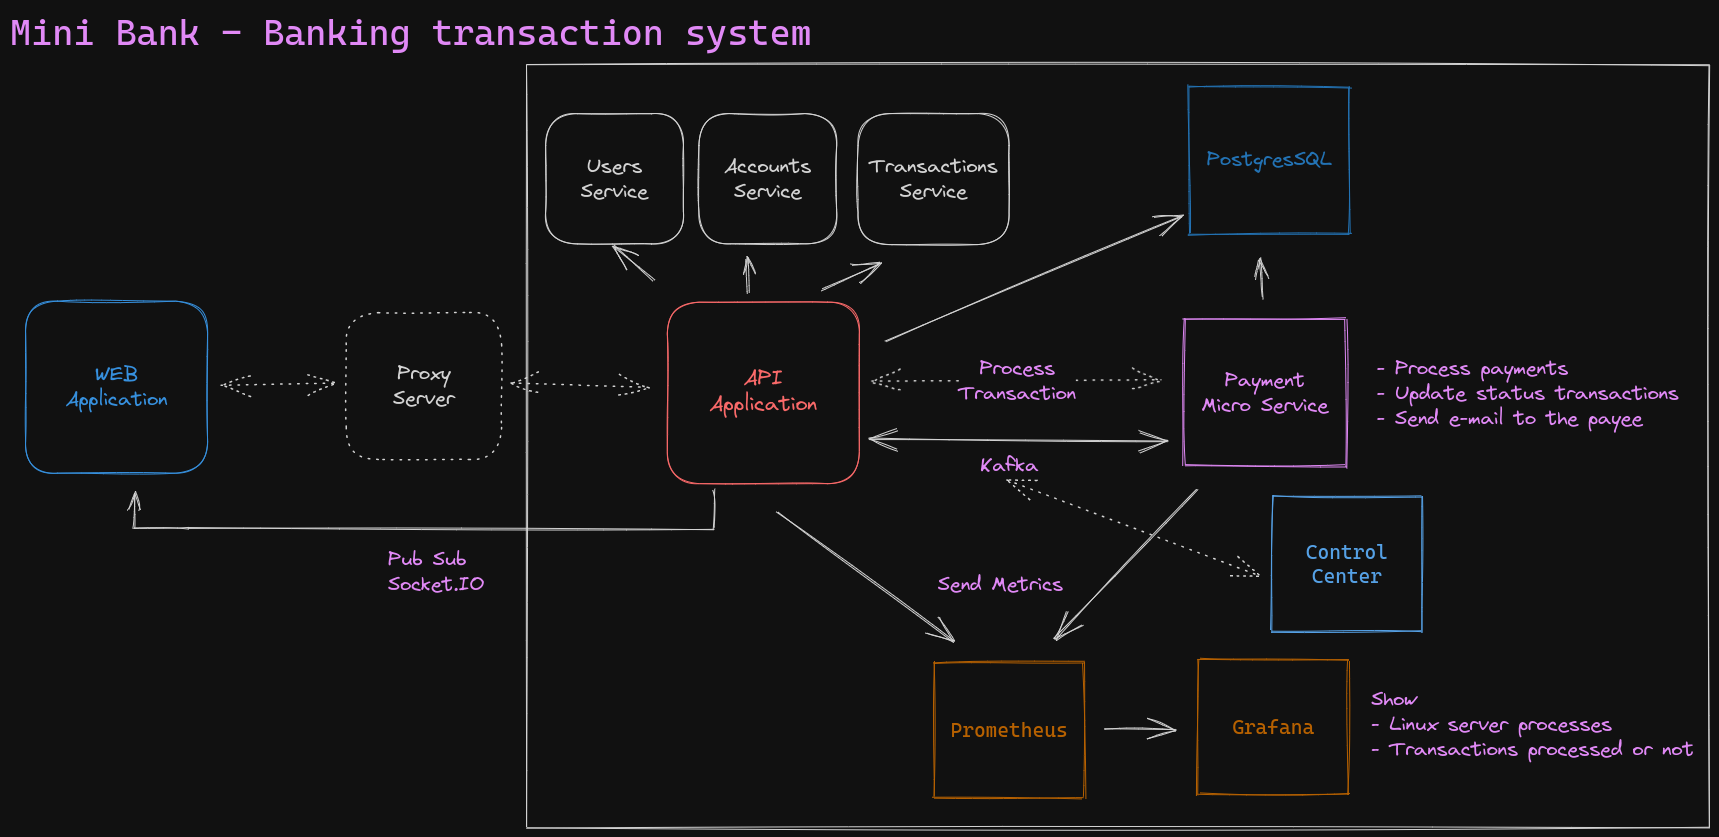 Mini Bank - Banking transaction system
Users
Service
Accounts
Service
Transactions
Service
PostgresSQL
WEB
Application
Proxy
Server
API
Application
Process
Transaction
Payment
Micro Service
- Process payments
- Update status transactions
- Send e-mail to the payee
Kafka
Control
Center
Pub Sub
Socket.IO
Send Metrics
Prometheus
Grafana
Show
- Linux server processes
- Transactions processed or not